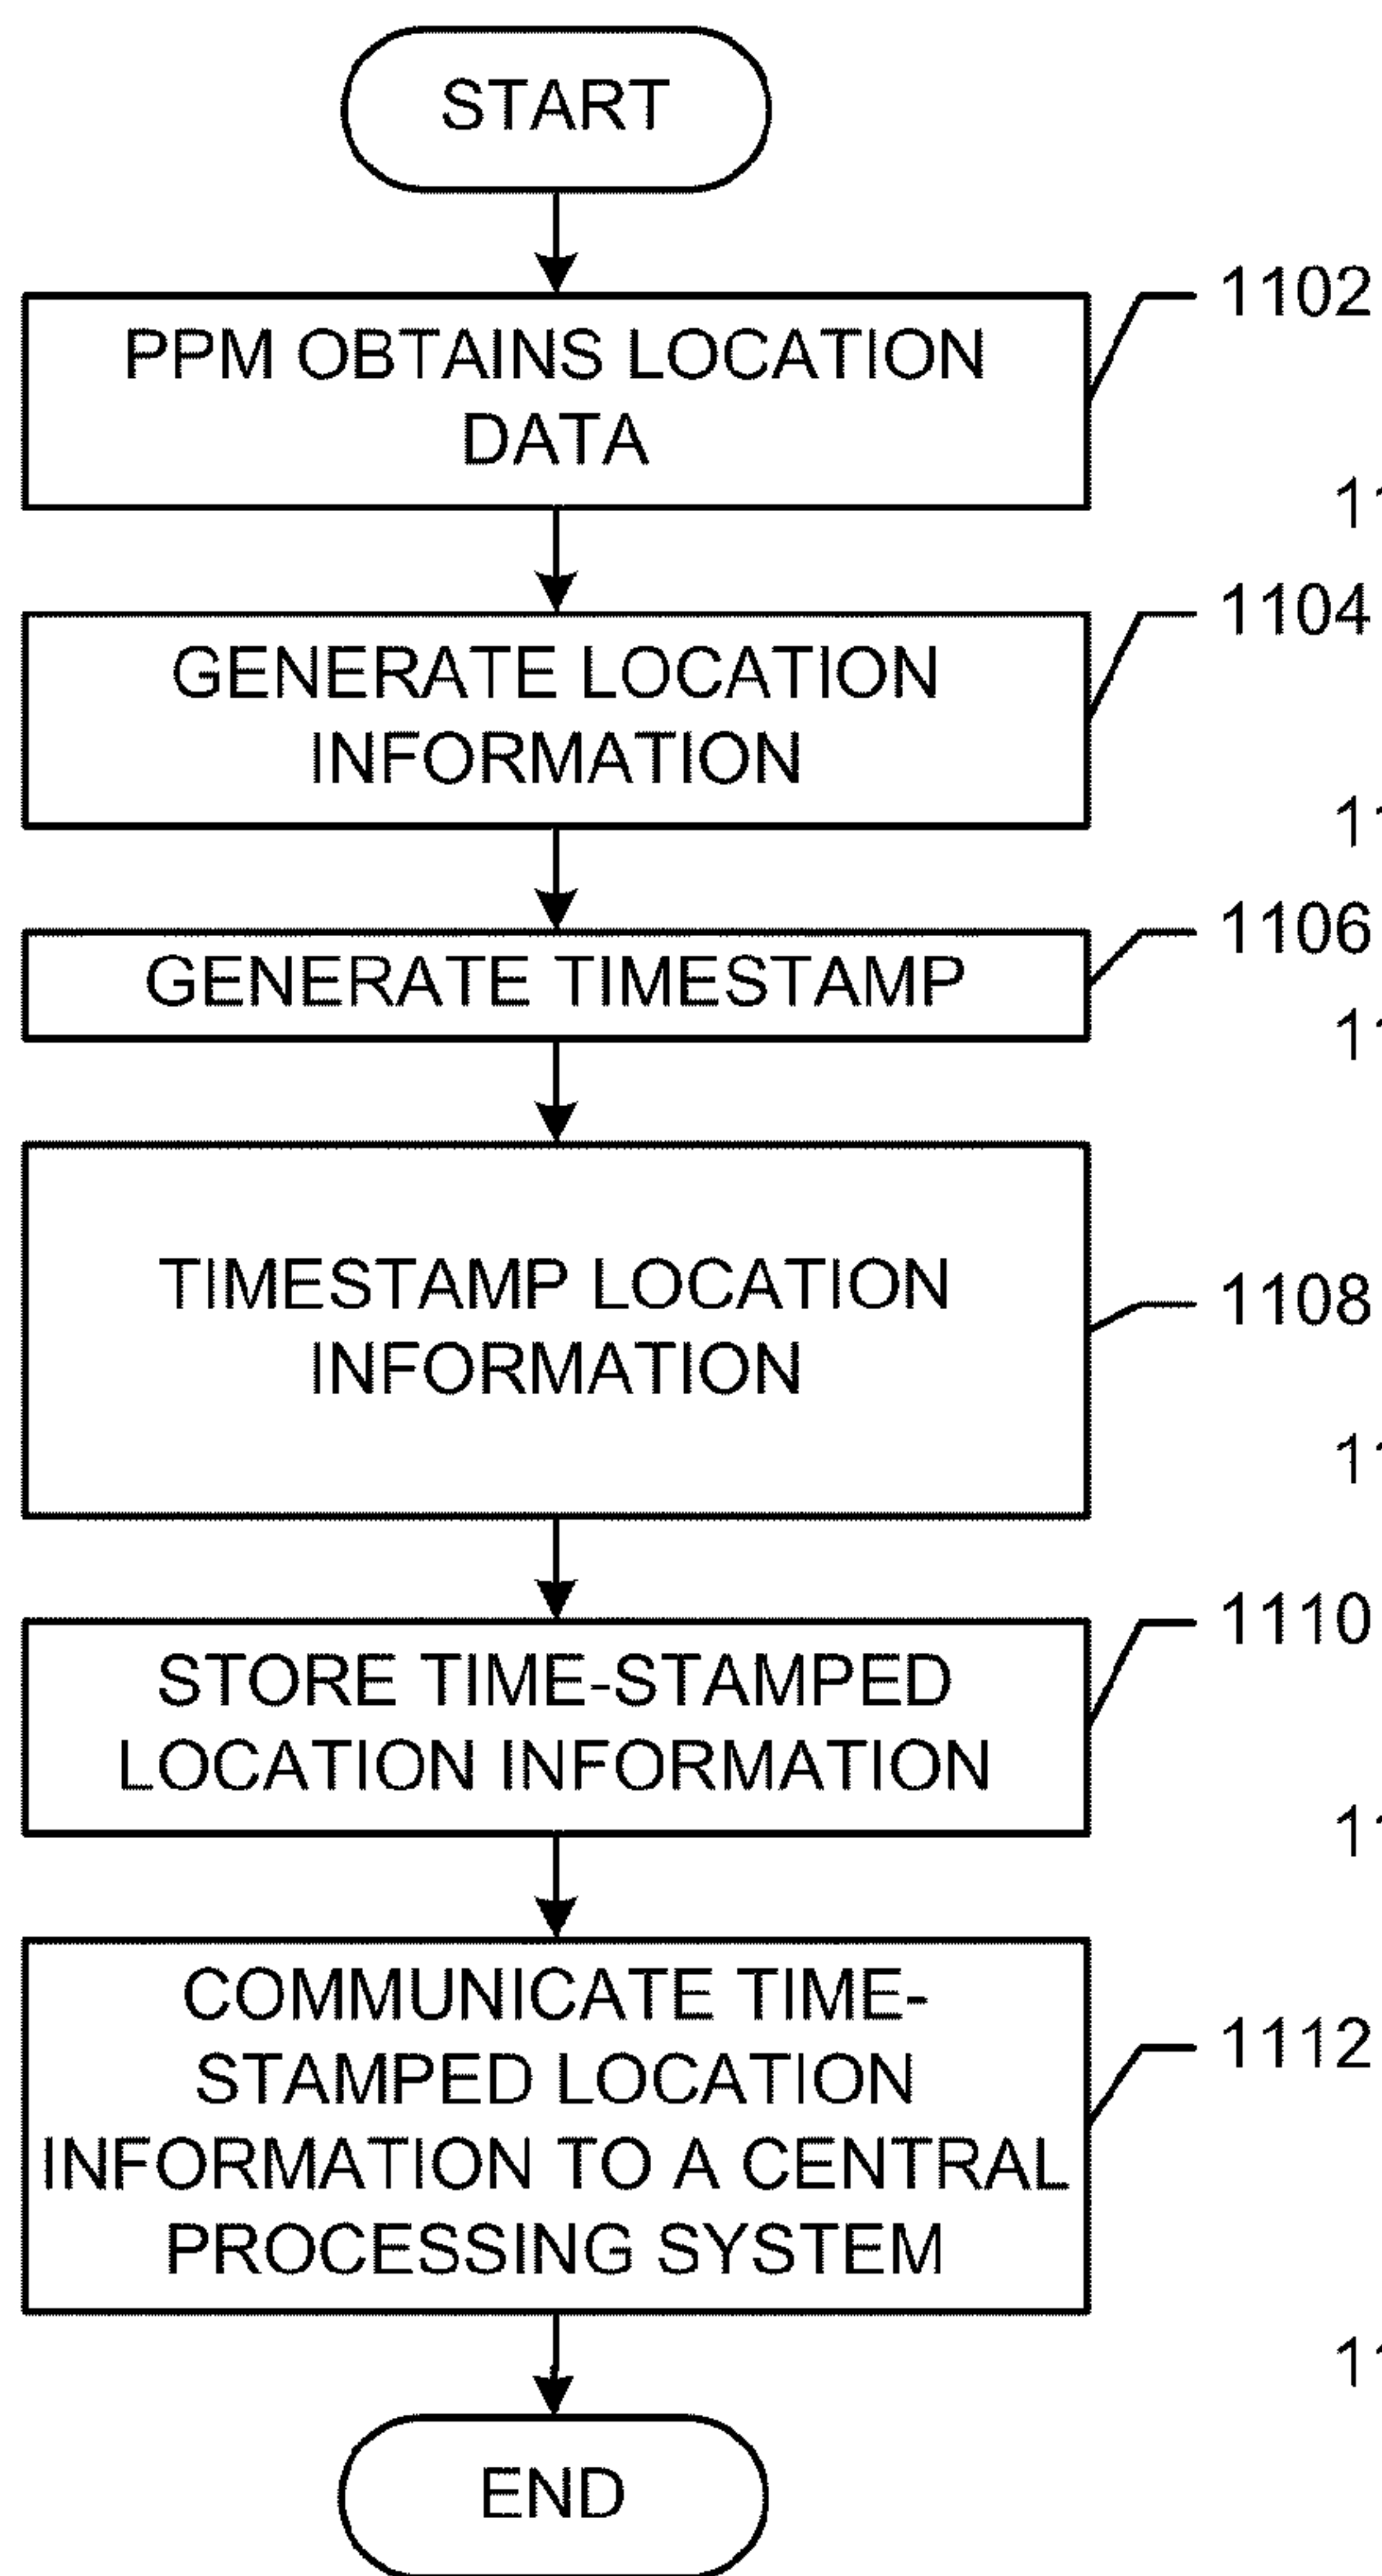 START
PPM OBTAINS LOCATION
DATA
1102
GENERATE LOCATION
INFORMATION
1104
GENERATE TIMESTAMP
1106
TIMESTAMP LOCATION
INFORMATION
1108
STORE TIME-STAMPED
LOCATION INFORMATION
1110
COMMUNICATE TIME-
STAMPED LOCATION
INFORMATION TO A CENTRAL
PROCESSING SYSTEM
1112
END